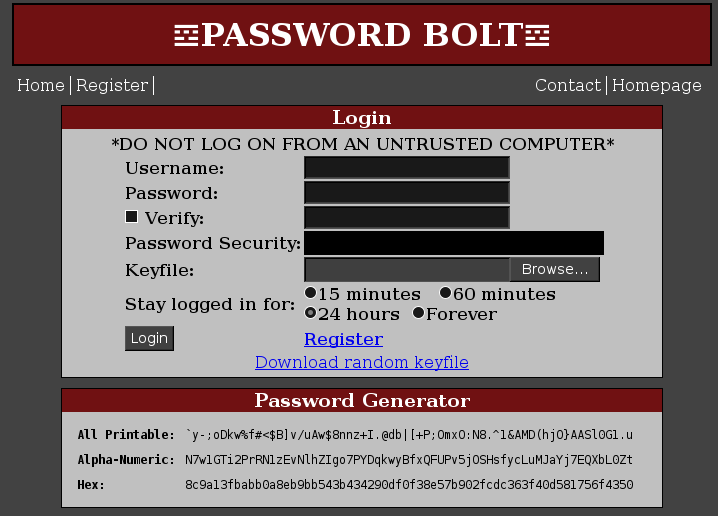 𝌭PASSWORD BOLT𝌭
Home Register Contact Homepage
Login
*DO NOT LOG ON FROM AN UNTRUSTED COMPUTER*
Username:
Password:
Verify:
Password Security:
Keyfile: Browse...
Stay logged in for: 15 minutes 60 minutes
24 hours Forever
Login Register
Download random keyfile
Password Generator
All Printable: `y-;oDkw%f#<$B]v/uAw$8nnz+I.@db|[+P;OmxO:N8.^1&AMD(hjO}AASl0G1.u
Alpha-Numeric: N7w1GTi2PrRN1zEvNlhZIgo7PYDqkwyBfxQFUPv5jOSHsfycLuMJaYj7EQXbL0Zt
Hex: 8c9a13fbabb0a8eb9bb543b434290df0f38e57b902fcdc363f40d581756f4350